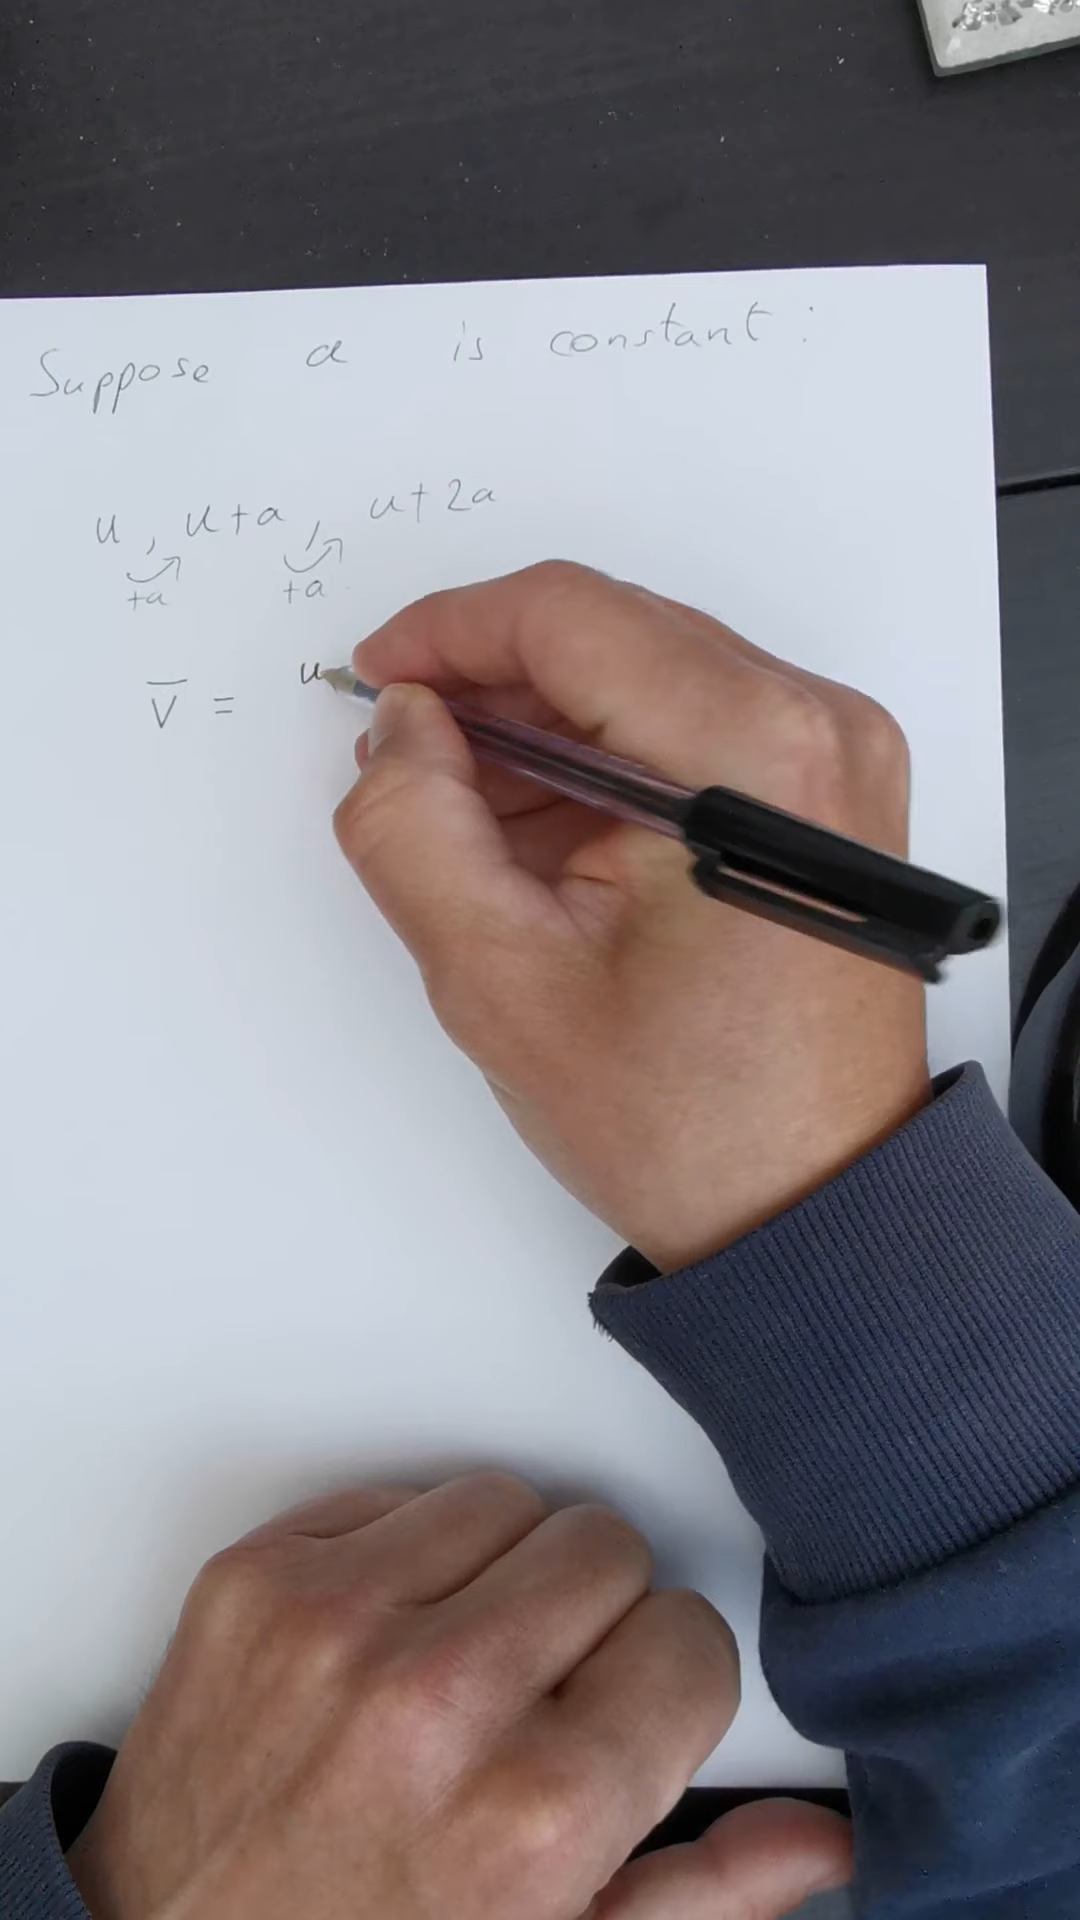 Suppose a is constant:
u, u+a, u+2a
+a +a
V̅ = u